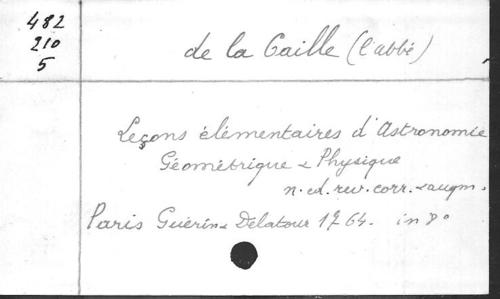 482
210
5
de la Caille (l'abbé)
Leçons élémentaires d'Astronomie
Géométrique & Physique
n. ed. rev. corr. & augm.
Paris Guérin & Delatour 1764. in 8°